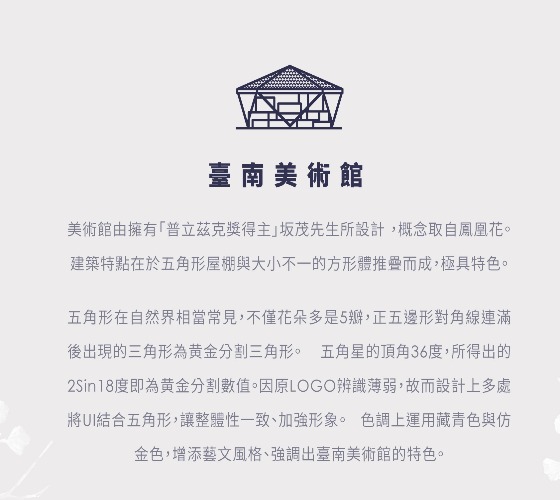 臺南美術館
美術館由擁有「普立茲克獎得主」坂茂先生所設計，概念取自鳳凰花。
建築特點在於五角形屋棚與大小不一的方形體推疊而成，極具特色。
五角形在自然界相當常見，不僅花朵多是5瓣，正五邊形對角線連滿
後出現的三角形為黃金分割三角形。 五角星的頂角36度，所得出的
2Sin18度即為黃金分割數值。因原LOGO辨識薄弱，故而設計上多處
將UI結合五角形，讓整體性一致、加強形象。 色調上運用藏青色與仿
金色，增添藝文風格、強調出臺南美術館的特色。